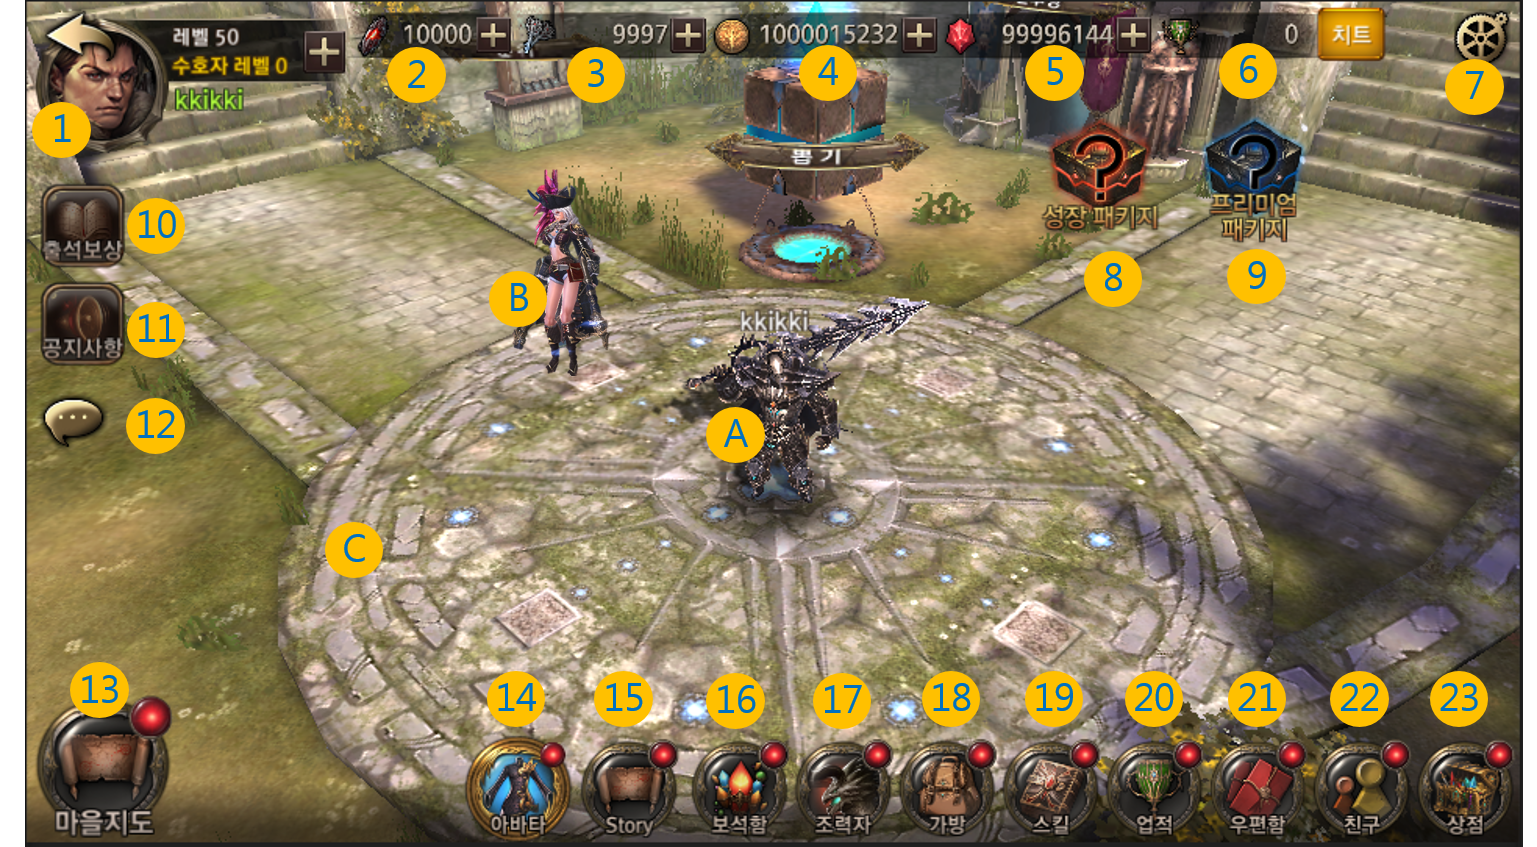 레벨 50
수호자 레벨 0
kkikki
10000
9997
1000015232
99996144
0
치트
1
2
3
4
5
6
7
뽑기
성장 패키지
프리미엄
패키지
8
9
출석보상
10
공지사항
11
12
B
kkikki
A
C
13
14
15
16
17
18
19
20
21
22
23
마을지도
아바타
Story
보석함
조력자
가방
스킬
업적
우편함
친구
상점